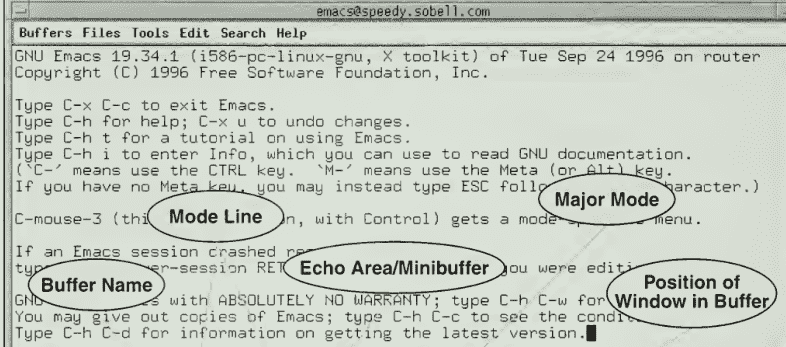 emacs@speedy.sobell.com
Buffers Files Tools Edit Search Help
GNU Emacs 19.34.1 (i586-pc-linux-gnu, X toolkit) of Tue Sep 24 1996 on router
Copyright (C) 1996 Free Software Foundation, Inc.
Type C-x C-c to exit Emacs.
Type C-h for help; C-x u to undo changes.
Type C-h t for a tutorial on using Emacs.
Type C-h i to enter Info, which you can use to read GNU documentation.
(`C-' means use the CTRL key. `M-' means use the Meta (or Alt) key.
If you have no Meta key, you may instead type ESC follo haracter.)
Major Mode
C-mouse-3 (thi n, with Control) gets a mode menu.
Mode Line
If an Emacs session crashed
typ er-session RET ou were editi
Echo Area/Minibuffer
Buffer Name
Position of
Window in Buffer
GNU s with ABSOLUTELY NO WARRANTY; type C-h C-w for
You may give out copies of Emacs; type C-h C-c to see the condit
Type C-h C-d for information on getting the latest version.